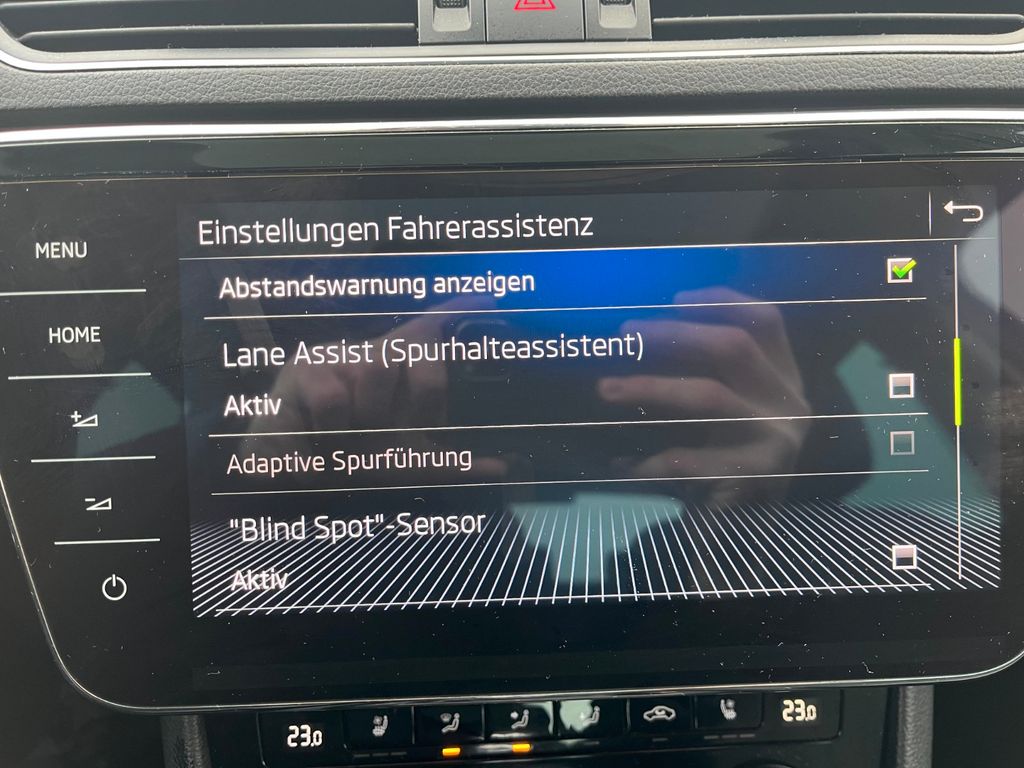 Einstellungen Fahrerassistenz
MENU
Abstandswarnung anzeigen
HOME
Lane Assist (Spurhalteassistent)
Aktiv
Adaptive Spurführung
"Blind Spot"-Sensor
Aktiv
23.0
23.0